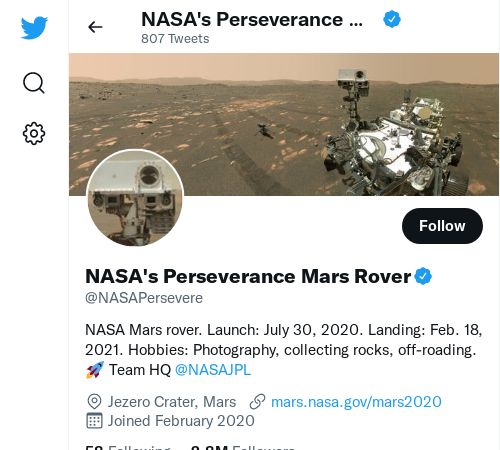 NASA's Perseverance ...
807 Tweets
Follow
NASA's Perseverance Mars Rover
@NASAPersevere
NASA Mars rover. Launch: July 30, 2020. Landing: Feb. 18,
2021. Hobbies: Photography, collecting rocks, off-roading.
🚀 Team HQ @NASAJPL
Jezero Crater, Mars mars.nasa.gov/mars2020
Joined February 2020
Following Followers